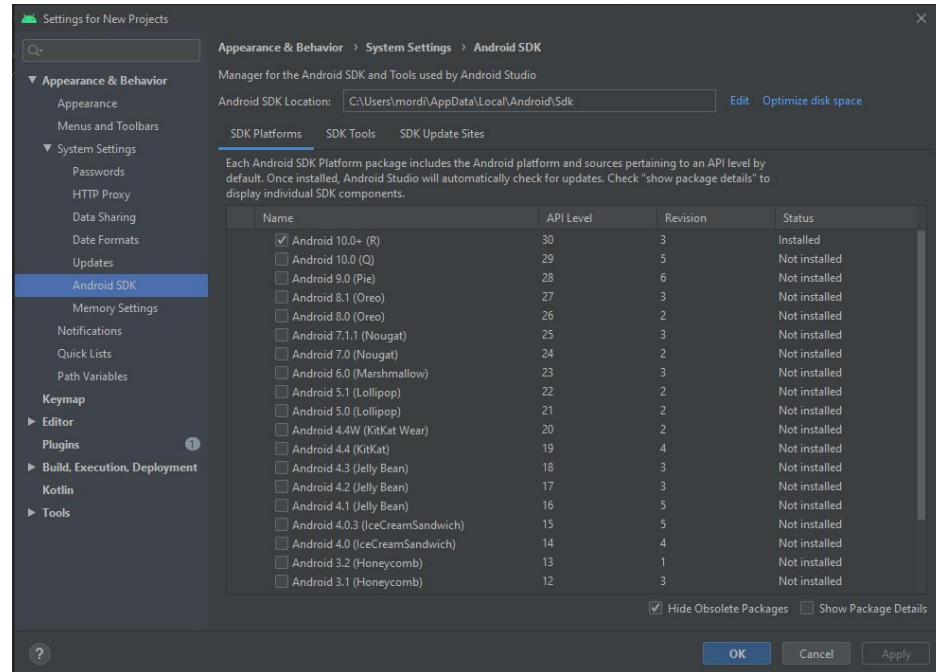 Settings for New Projects
Appearance & Behavior
Appearance
Menus and Toolbars
System Settings
Passwords
HTTP Proxy
Data Sharing
Date Formats
Updates
Android SDK
Memory Settings
Notifications
Quick Lists
Path Variables
Keymap
Editor
Plugins 1
Build, Execution, Deployment
Kotlin
Tools
Appearance & Behavior › System Settings › Android SDK
Manager for the Android SDK and Tools used by Android Studio
Android SDK Location: C:\Users\mordi\AppData\Local\Android\Sdk Edit Optimize disk space
SDK Platforms SDK Tools SDK Update Sites
Each Android SDK Platform package includes the Android platform and sources pertaining to an API level by
default. Once installed, Android Studio will automatically check for updates. Check "show package details" to
display individual SDK components.
Name API Level Revision Status
Android 10.0+ (R) 30 3 Installed
Android 10.0 (Q) 29 5 Not installed
Android 9.0 (Pie) 28 6 Not installed
Android 8.1 (Oreo) 27 3 Not installed
Android 8.0 (Oreo) 26 2 Not installed
Android 7.1.1 (Nougat) 25 3 Not installed
Android 7.0 (Nougat) 24 2 Not installed
Android 6.0 (Marshmallow) 23 3 Not installed
Android 5.1 (Lollipop) 22 2 Not installed
Android 5.0 (Lollipop) 21 2 Not installed
Android 4.4W (KitKat Wear) 20 2 Not installed
Android 4.4 (KitKat) 19 4 Not installed
Android 4.3 (Jelly Bean) 18 3 Not installed
Android 4.2 (Jelly Bean) 17 3 Not installed
Android 4.1 (Jelly Bean) 16 5 Not installed
Android 4.0.3 (IceCreamSandwich) 15 5 Not installed
Android 4.0 (IceCreamSandwich) 14 4 Not installed
Android 3.2 (Honeycomb) 13 1 Not installed
Android 3.1 (Honeycomb) 12 3 Not installed
Hide Obsolete Packages Show Package Details
? OK Cancel Apply